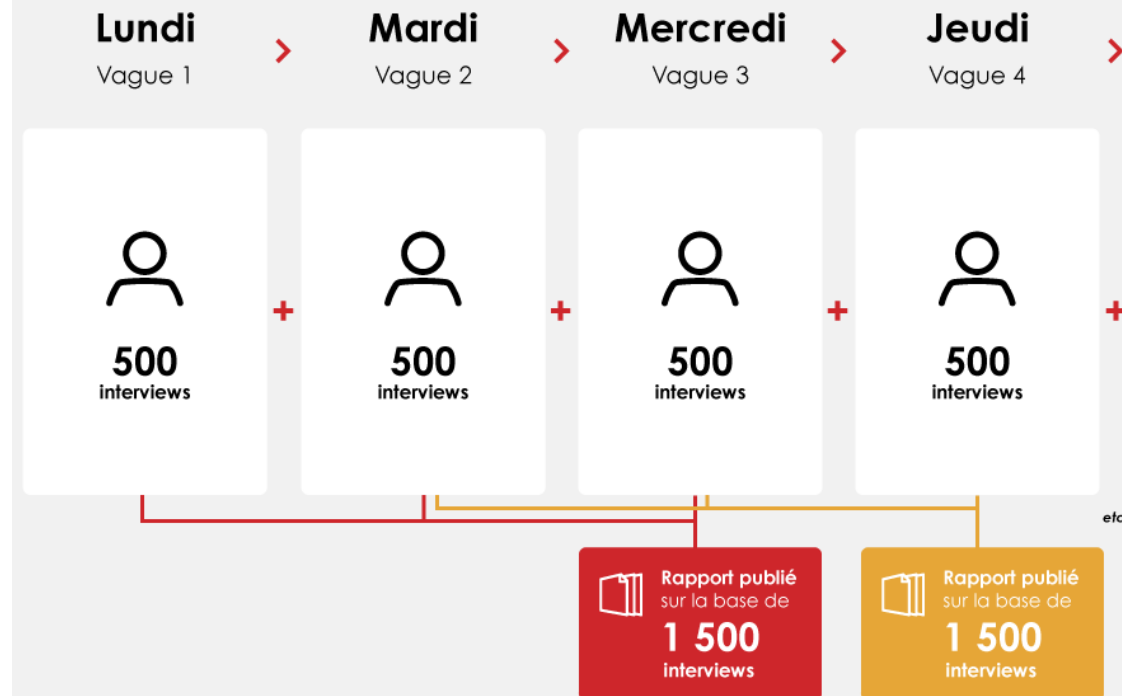 Lundi
Vague 1
Mardi
Vague 2
Mercredi
Vague 3
Jeudi
Vague 4
500
interviews
500
interviews
500
interviews
500
interviews
etc
Rapport publié
sur la base de
1 500
interviews
Rapport publié
sur la base de
1 500
interviews